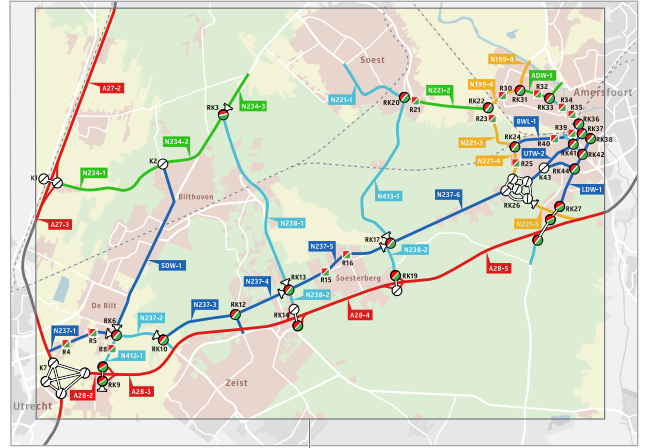 Soest
N199-4
ADW-1
Amersfoort
A27-2
N221-1
N221-2
N199-4
R30
R32
RK31
RK33
R34
R35
RK3
N234-3
RK20
R21
RK22
R23
RK36
BWL-1
R39
RK37
RK38
N234-2
N221-3
RK24
R40
UTW-2
RK41
RK42
K2
N221-4
R25
K43
RK44
K1
N234-1
Bilthoven
N413-1
N237-6
LDW-1
RK26
RK27
A27-3
N238-1
N221-5
N237-5
RK17
N238-2
R16
SDW-1
A28-5
R15
Soesterberg
RK19
N237-4
RK13
N238-2
De Bilt
N237-3
RK12
RK14
A28-4
RK6
N237-2
N237-1
R5
R4
R8
N412-1
RK10
K7
RK9
A28-2
A28-3
Zeist
Utrecht